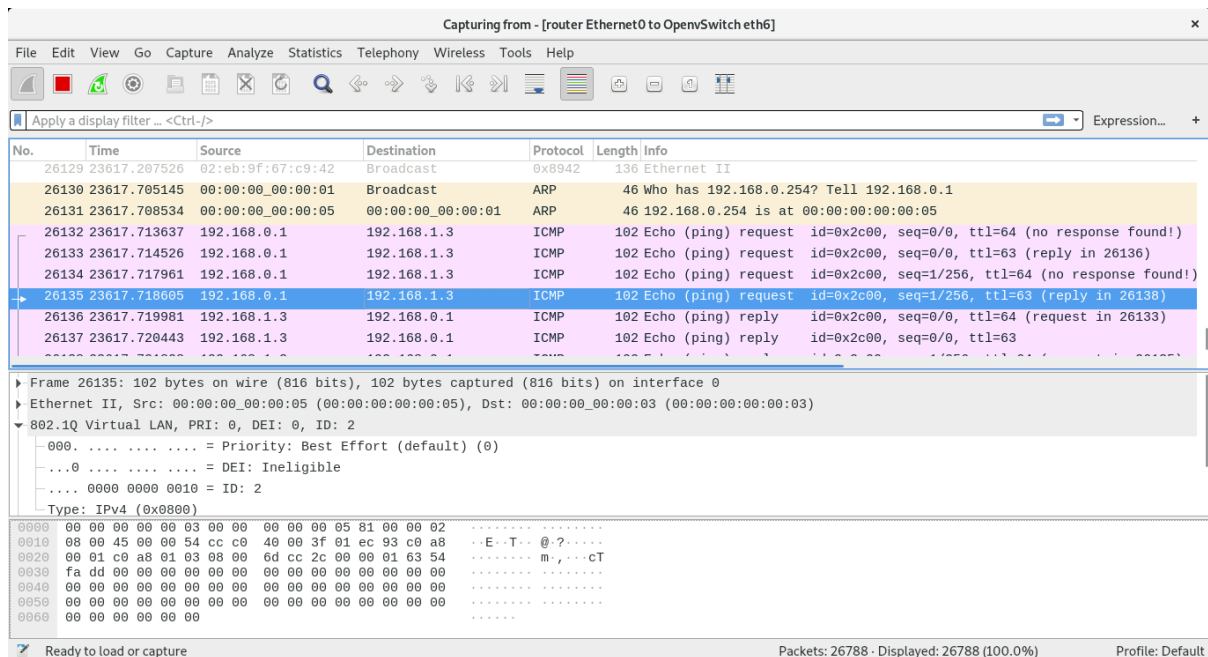 Capturing from - [router Ethernet0 to OpenvSwitch eth6] ×
File Edit View Go Capture Analyze Statistics Telephony Wireless Tools Help
Apply a display filter ... <Ctrl-/> Expression... +
No. Time Source Destination Protocol Length Info
26129 23617.207526 02:eb:9f:67:c9:42 Broadcast 0x8942 136 Ethernet II
26130 23617.705145 00:00:00_00:00:01 Broadcast ARP 46 Who has 192.168.0.254? Tell 192.168.0.1
26131 23617.708534 00:00:00_00:00:05 00:00:00_00:00:01 ARP 46 192.168.0.254 is at 00:00:00:00:00:05
26132 23617.713637 192.168.0.1 192.168.1.3 ICMP 102 Echo (ping) request id=0x2c00, seq=0/0, ttl=64 (no response found!)
26133 23617.714526 192.168.0.1 192.168.1.3 ICMP 102 Echo (ping) request id=0x2c00, seq=0/0, ttl=63 (reply in 26136)
26134 23617.717961 192.168.0.1 192.168.1.3 ICMP 102 Echo (ping) request id=0x2c00, seq=1/256, ttl=64 (no response found!)
26135 23617.718605 192.168.0.1 192.168.1.3 ICMP 102 Echo (ping) request id=0x2c00, seq=1/256, ttl=63 (reply in 26138)
26136 23617.719981 192.168.1.3 192.168.0.1 ICMP 102 Echo (ping) reply id=0x2c00, seq=0/0, ttl=64 (request in 26133)
26137 23617.720443 192.168.1.3 192.168.0.1 ICMP 102 Echo (ping) reply id=0x2c00, seq=0/0, ttl=63
Frame 26135: 102 bytes on wire (816 bits), 102 bytes captured (816 bits) on interface 0
Ethernet II, Src: 00:00:00_00:00:05 (00:00:00:00:00:05), Dst: 00:00:00_00:00:03 (00:00:00:00:00:03)
802.1Q Virtual LAN, PRI: 0, DEI: 0, ID: 2
000. .... .... .... = Priority: Best Effort (default) (0)
...0 .... .... .... = DEI: Ineligible
.... 0000 0000 0010 = ID: 2
Type: IPv4 (0x0800)
0000 00 00 00 00 00 03 00 00 00 00 00 05 81 00 00 02 ········ ········
0010 08 00 45 00 00 54 cc c0 40 00 3f 01 ec 93 c0 a8 ··E··T·· @·?·····
0020 00 01 c0 a8 01 03 08 00 6d cc 2c 00 00 01 63 54 ········ m·,···cT
0030 fa dd 00 00 00 00 00 00 00 00 00 00 00 00 00 00 ········ ········
0040 00 00 00 00 00 00 00 00 00 00 00 00 00 00 00 00 ········ ········
0050 00 00 00 00 00 00 00 00 00 00 00 00 00 00 00 00 ········ ········
0060 00 00 00 00 00 00 ······
Ready to load or capture Packets: 26788 · Displayed: 26788 (100.0%) Profile: Default